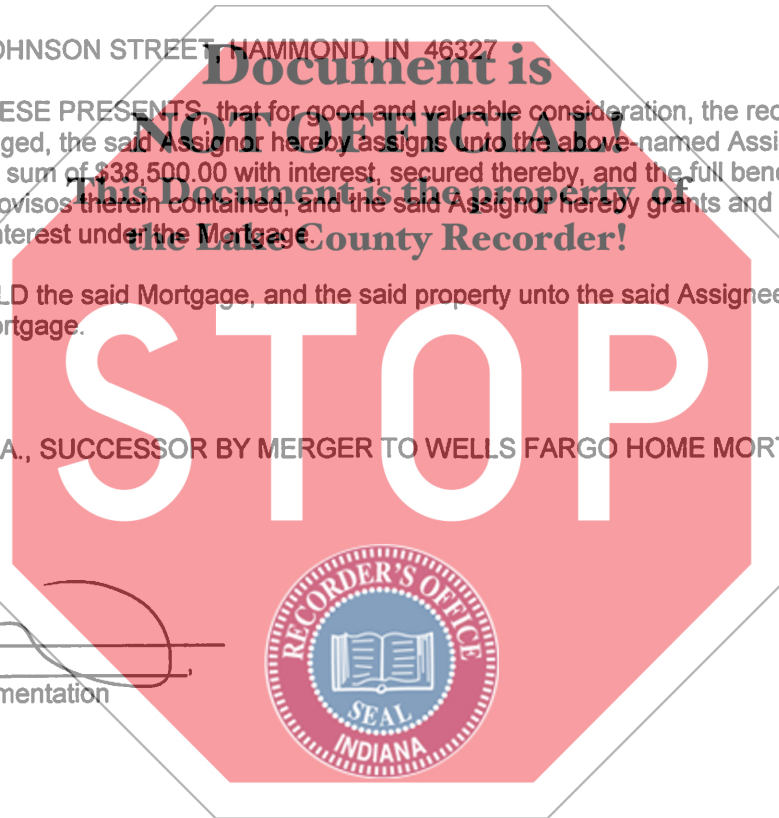 OHNSON STREET, HAMMOND, IN 46327
Document is
ESE PRESENTS, that for good and valuable consideration, the rec
NOT OFFICIAL!
ged, the said Assignor hereby assigns unto the above-named Assi
sum of $38,500.00 with interest, secured thereby, and the full bene
This Document is the property of
ovisos therein contained, and the said Assignor hereby grants and
nterest under the Mortgage.
the Lake County Recorder!
LD the said Mortgage, and the said property unto the said Assignee
ortgage.
STOP
A., SUCCESSOR BY MERGER TO WELLS FARGO HOME MORT
RECORDER'S OFFICE
SEAL
INDIANA
mentation